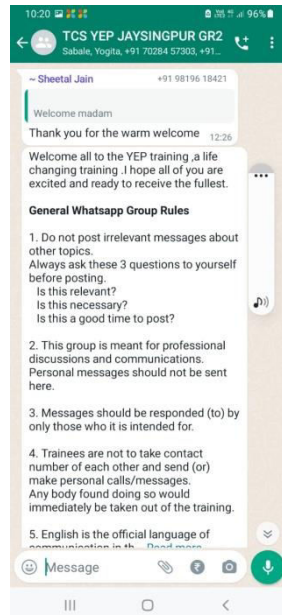 10:20
96%
TCS YEP JAYSINGPUR GR2
Sabale, Yogita, +91 70284 57303, +91...
~ Sheetal Jain +91 98196 18421
Welcome madam
Thank you for the warm welcome 12:26
Welcome all to the YEP training ,a life
changing training .I hope all of you are
excited and ready to receive the fullest.
General Whatsapp Group Rules
1. Do not post irrelevant messages about
other topics.
Always ask these 3 questions to yourself
before posting.
Is this relevant?
Is this necessary?
Is this a good time to post?
2. This group is meant for professional
discussions and communications.
Personal messages should not be sent
here.
3. Messages should be responded (to) by
only those who it is intended for.
4. Trainees are not to take contact
number of each other and send (or)
make personal calls/messages.
Any body found doing so would
immediately be taken out of the training.
5. English is the official language of
communication in th... Read more
Message